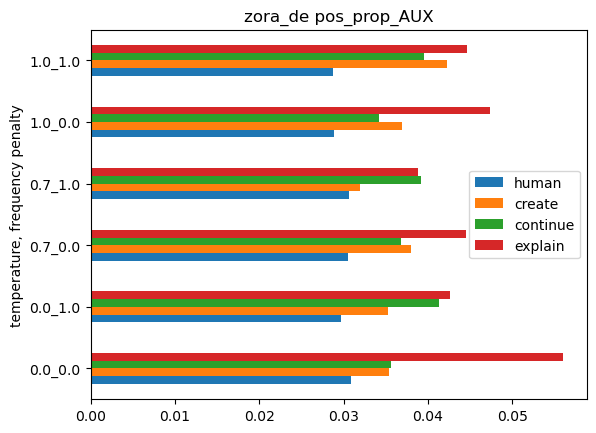 zora_de pos_prop_AUX
temperature, frequency penalty
1.0_1.0
1.0_0.0
0.7_1.0
0.7_0.0
0.0_1.0
0.0_0.0
human
create
continue
explain
0.00 0.01 0.02 0.03 0.04 0.05